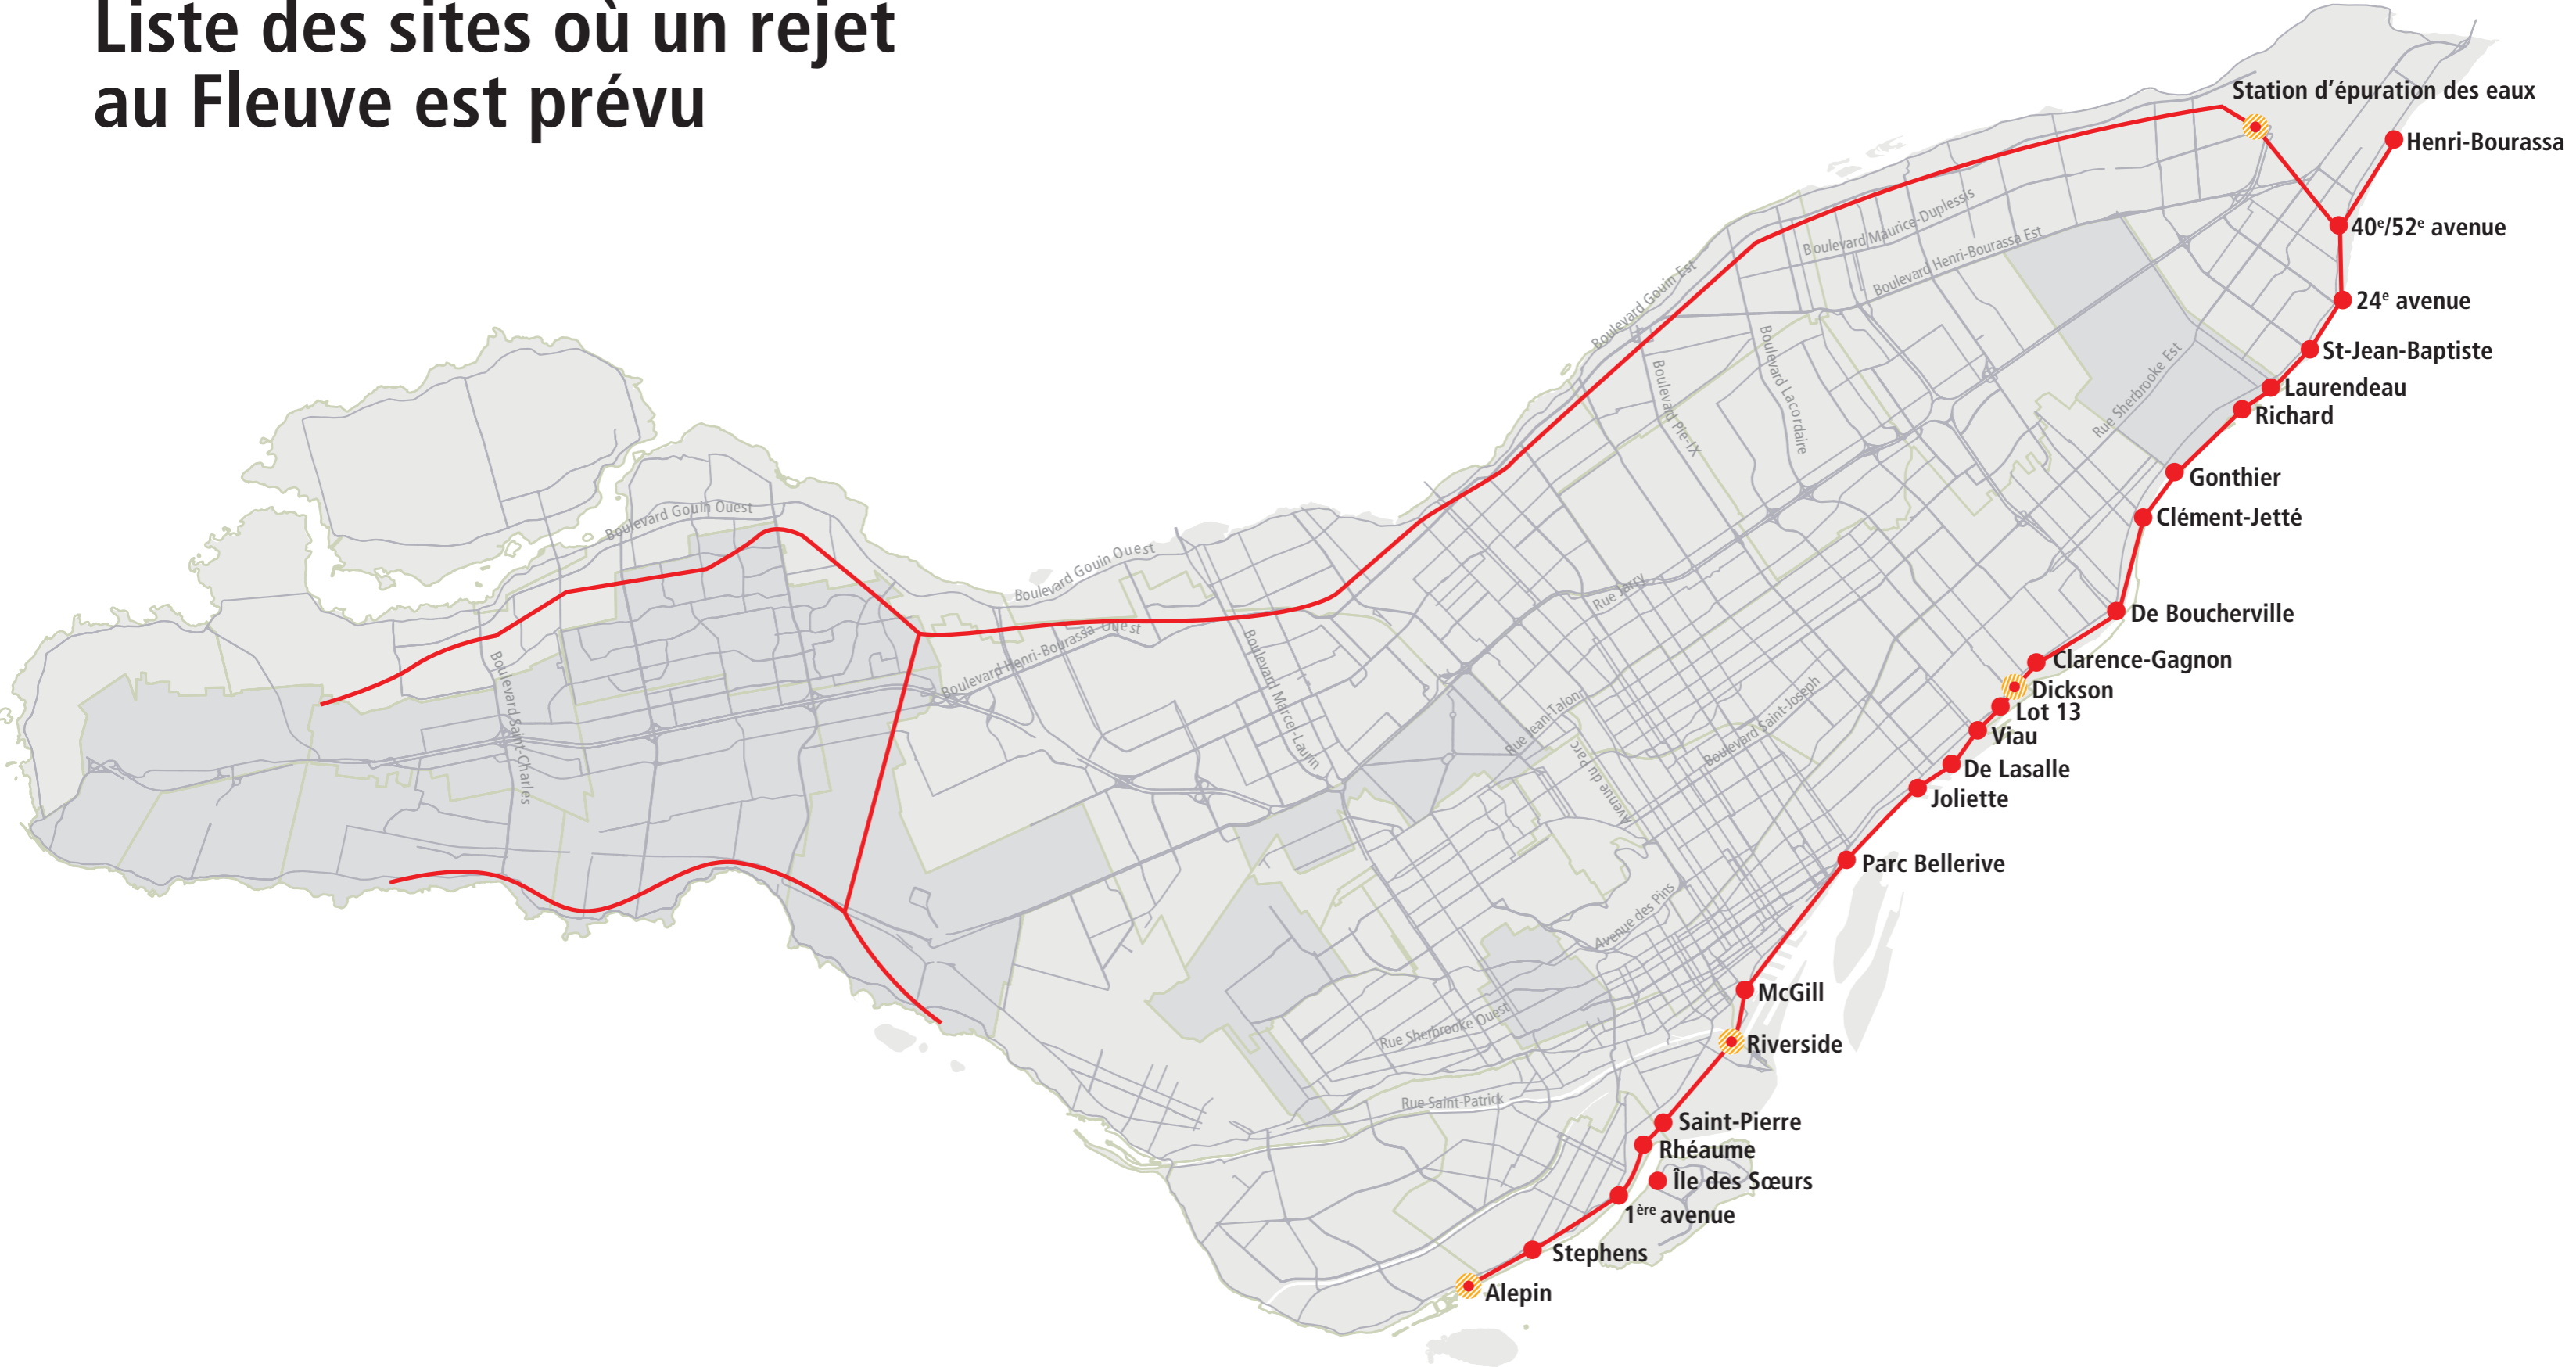 Liste des sites où un rejet
au Fleuve est prévu
Station d'épuration des eaux
Henri-Bourassa
40e/52e avenue
24e avenue
St-Jean-Baptiste
Laurendeau
Richard
Gonthier
Clément-Jetté
De Boucherville
Clarence-Gagnon
Dickson
Lot 13
Viau
De Lasalle
Joliette
Parc Bellerive
McGill
Riverside
Saint-Pierre
Rhéaume
Île des Sœurs
1ère avenue
Stephens
Alepin
Boulevard Maurice-Duplessis
Boulevard Henri-Bourassa Est
Boulevard Gouin Est
Boulevard Pie-IX
Boulevard Lacordaire
Rue Sherbrooke Est
Boulevard Gouin Ouest
Boulevard Gouin Ouest
Boulevard Henri-Bourassa Ouest
Boulevard Saint-Charles
Boulevard Marcel-Laurin
Rue Jarry
Rue Jean-Talon
Avenue du Parc
Boulevard Saint-Joseph
Avenue des Pins
Rue Sherbrooke Ouest
Rue Saint-Patrick